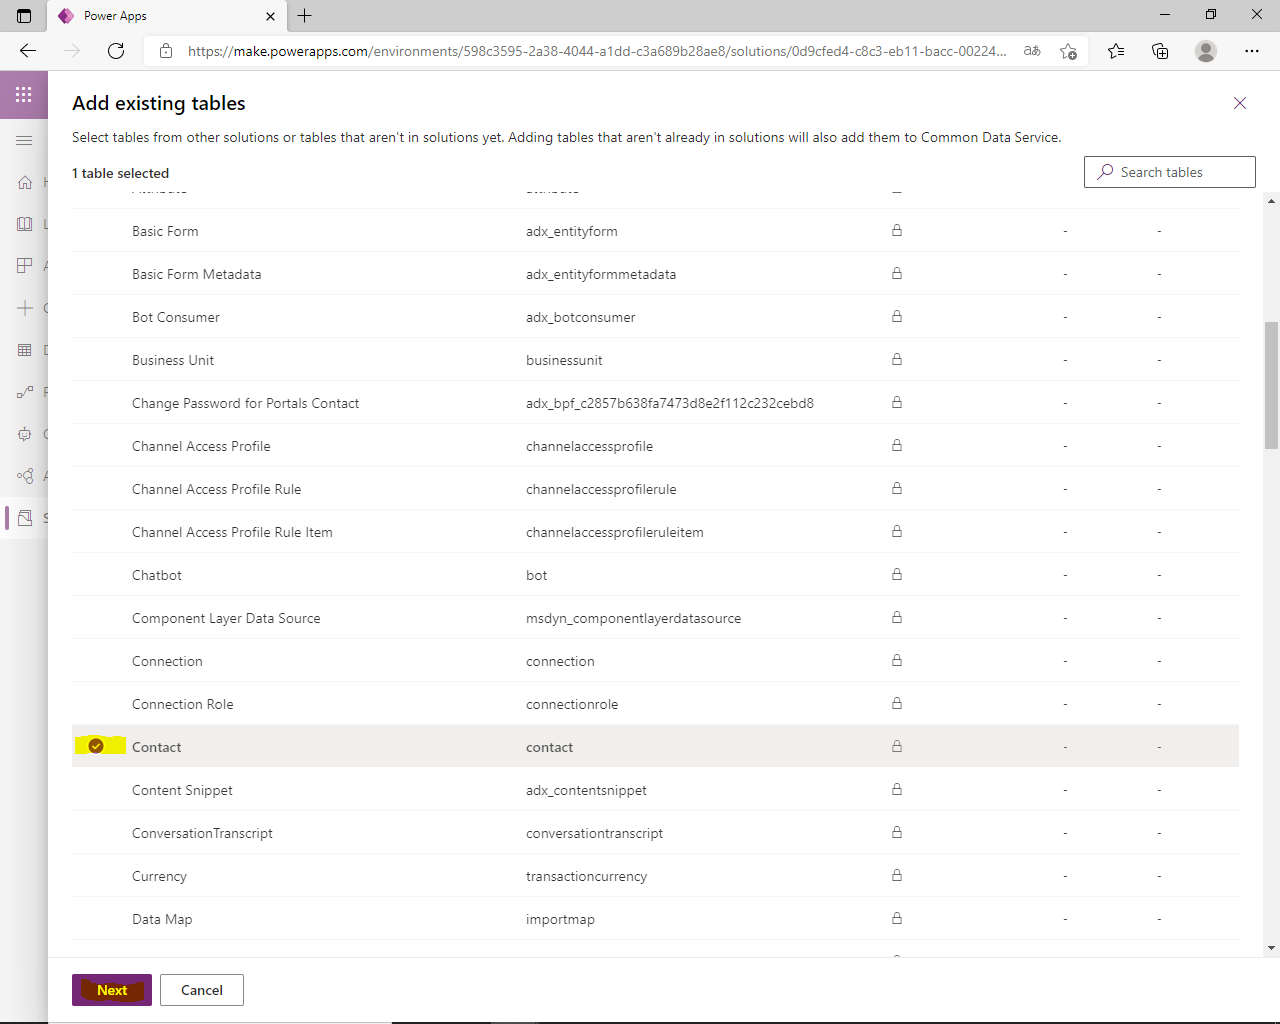 Power Apps
https://make.powerapps.com/environments/598c3595-2a38-4044-a1dd-c3a689b28ae8/solutions/0d9cfed4-c8c3-eb11-bacc-00224...
Add existing tables
Select tables from other solutions or tables that aren't in solutions yet. Adding tables that aren't already in solutions will also add them to Common Data Service.
1 table selected
Search tables
Basic Form adx_entityform - -
Basic Form Metadata adx_entityformmetadata - -
Bot Consumer adx_botconsumer - -
Business Unit businessunit - -
Change Password for Portals Contact adx_bpf_c2857b638fa7473d8e2f112c232cebd8 - -
Channel Access Profile channelaccessprofile - -
Channel Access Profile Rule channelaccessprofilerule - -
Channel Access Profile Rule Item channelaccessprofileruleitem - -
Chatbot bot - -
Component Layer Data Source msdyn_componentlayerdatasource - -
Connection connection - -
Connection Role connectionrole - -
Contact contact - -
Content Snippet adx_contentsnippet - -
ConversationTranscript conversationtranscript - -
Currency transactioncurrency - -
Data Map importmap - -
Next Cancel